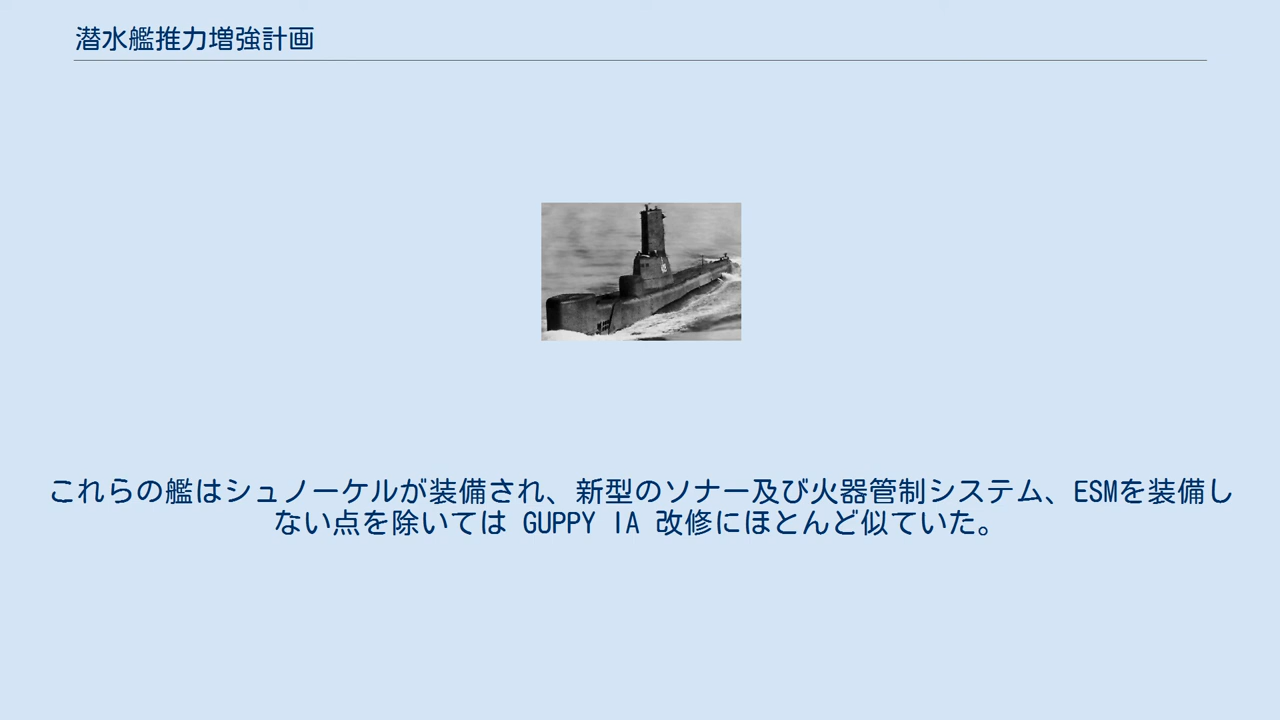 潜水艦推力増強計画
これらの艦はシュノーケルが装備され、新型のソナー及び火器管制システム、ESMを装備し
ない点を除いては GUPPY IA 改修にほとんど似ていた。